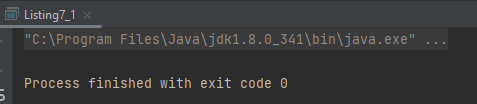 Listing7_1
"C:\Program Files\Java\jdk1.8.0_341\bin\java.exe" ...
Process finished with exit code 0